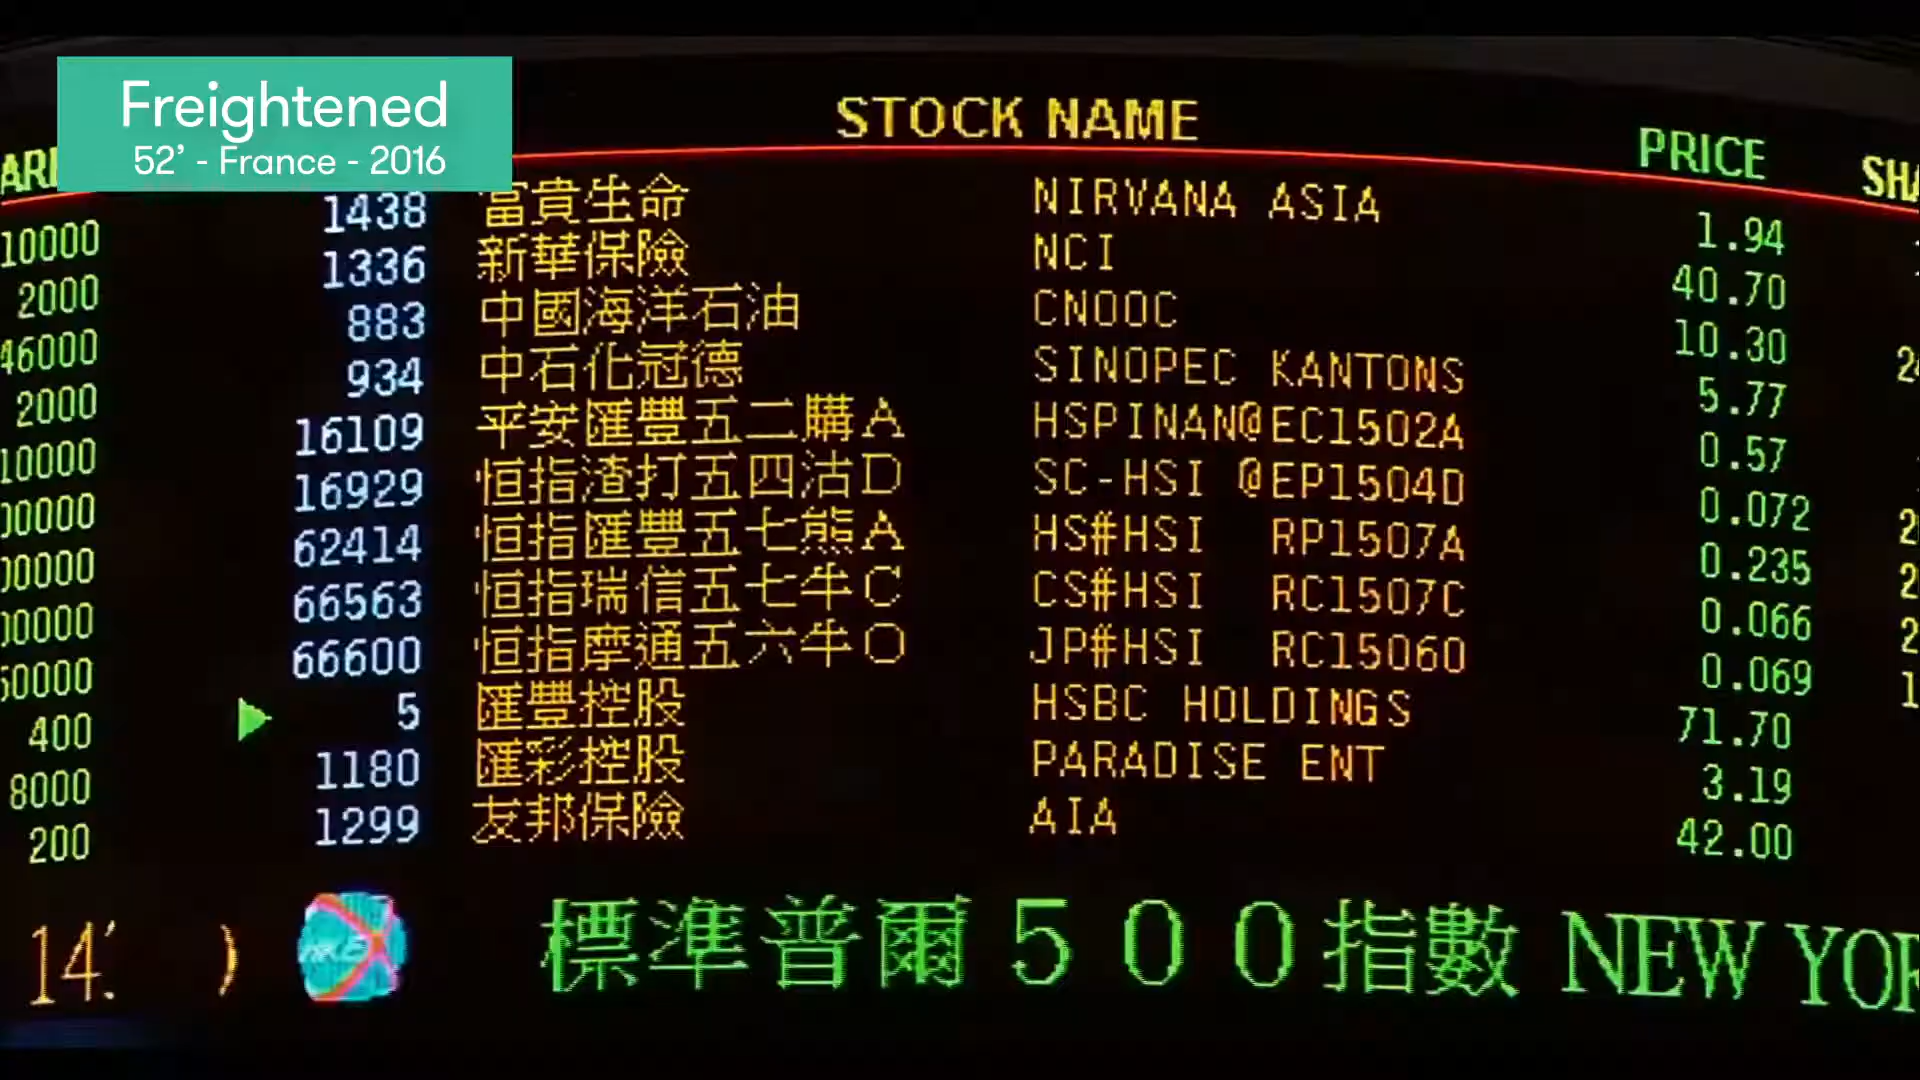 Freightened
52’ - France - 2016
STOCK NAME PRICE
10000 1438 富貴生命 NIRVANA ASIA 1.94
2000 1336 新華保險 NCI 40.70
46000 883 中國海洋石油 CNOOC 10.30
2000 934 中石化冠德 SINOPEC KANTONS 5.77
10000 16109 平安匯豐五二購A HSPINAN@EC1502A 0.57
16929 恒指渣打五四沽D SC-HSI @EP1504D 0.072
62414 恒指匯豐五七熊A HS#HSI RP1507A 0.235
66563 恒指瑞信五七牛C CS#HSI RC1507C 0.066
66600 恒指摩通五六牛O JP#HSI RC1506O 0.069
400 5 匯豐控股 HSBC HOLDINGS 71.70
8000 1180 匯彩控股 PARADISE ENT 3.19
200 1299 友邦保險 AIA 42.00
標準普爾500指數 NEW